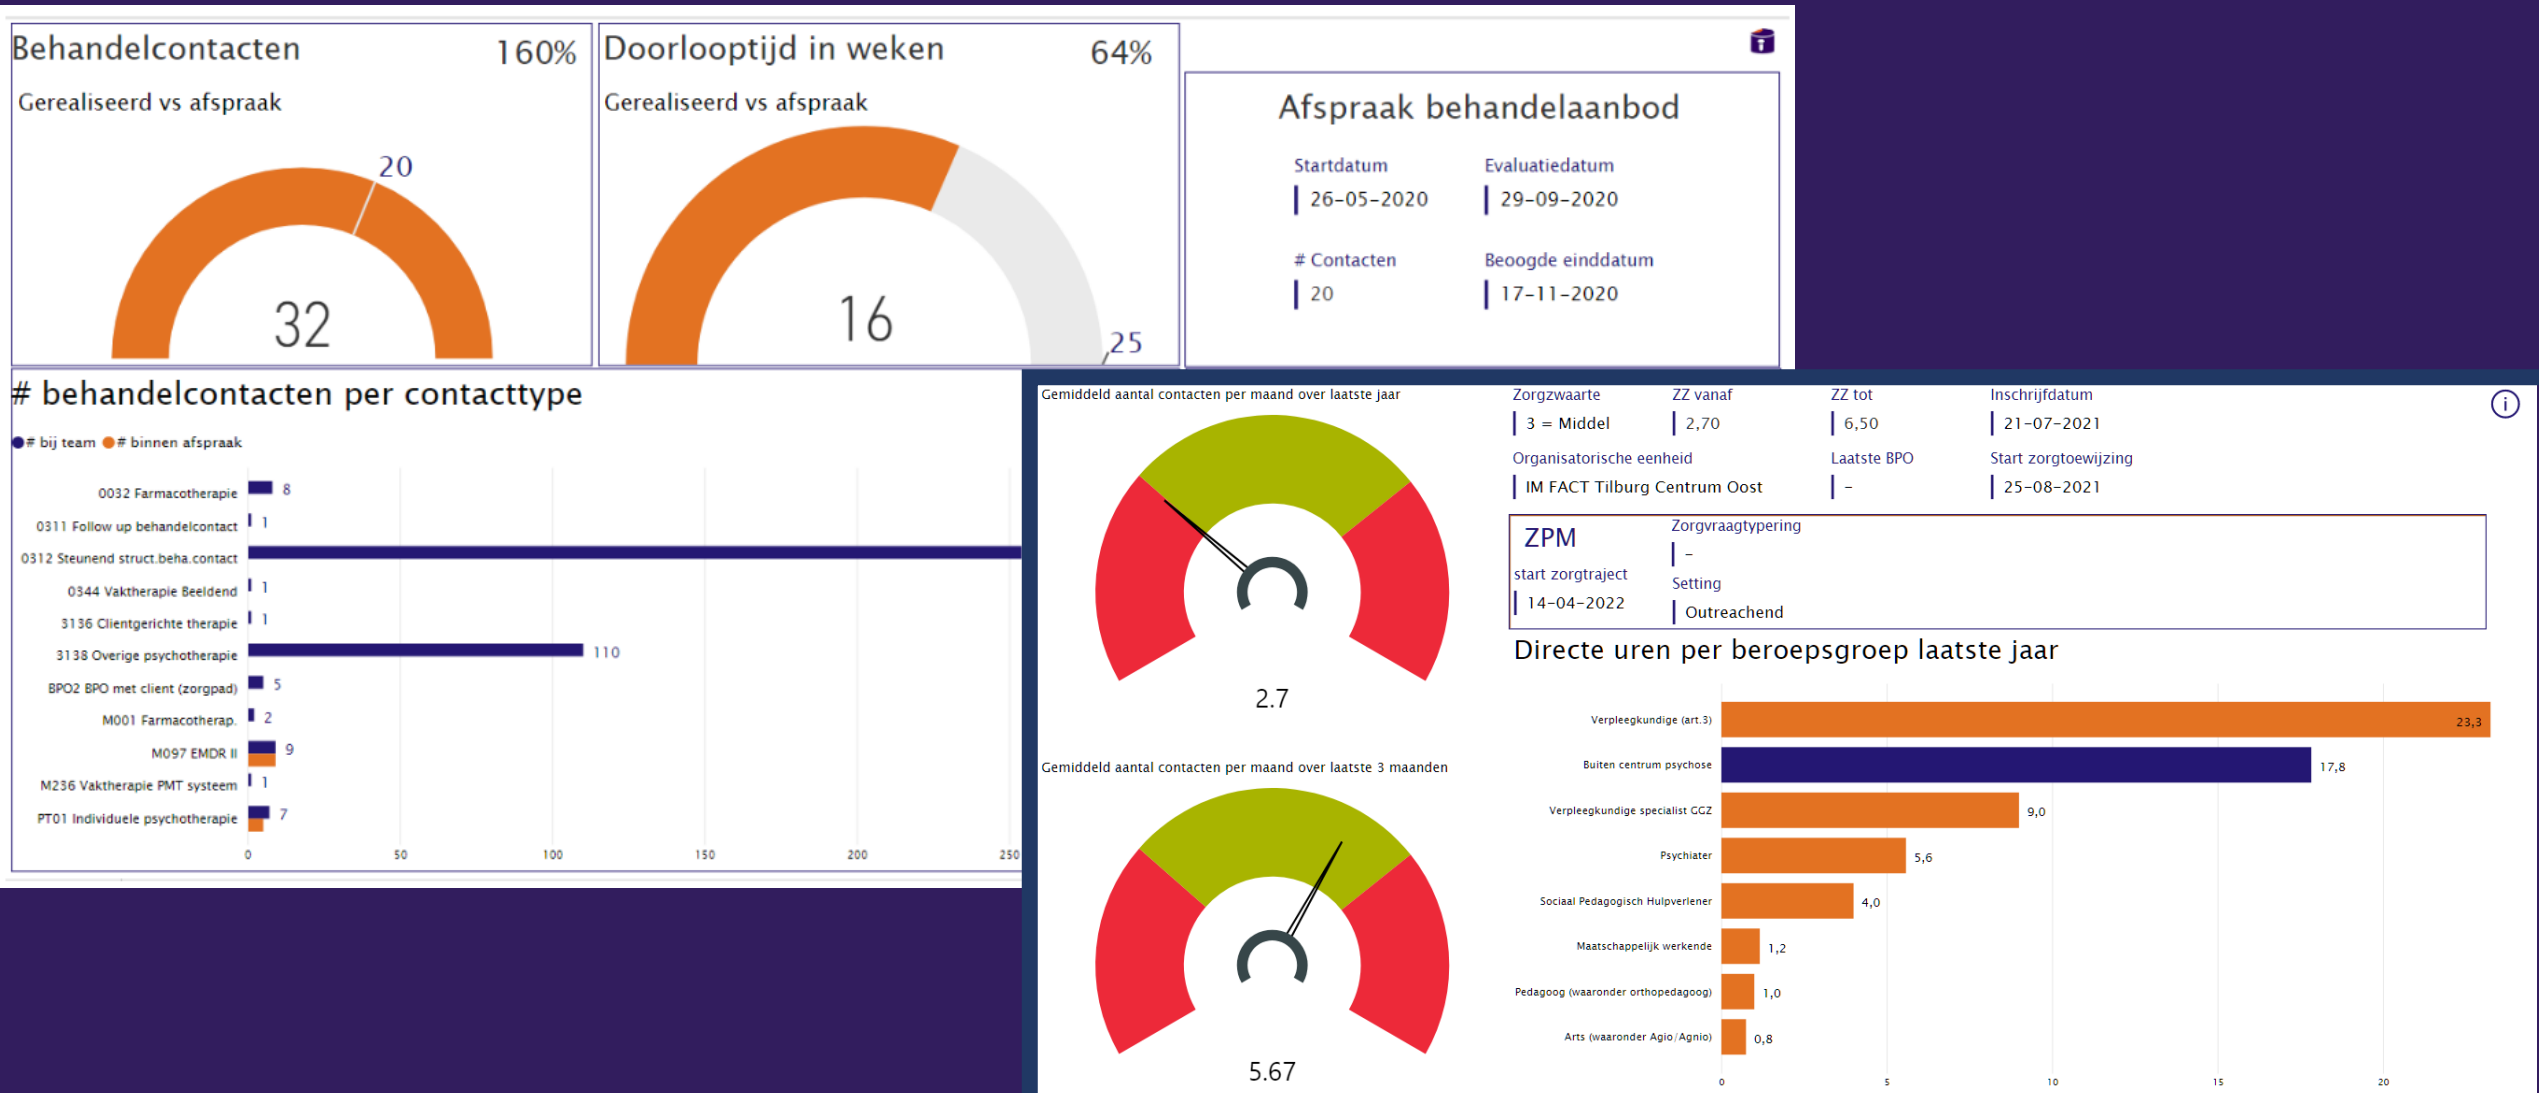 Behandelcontacten 160%
Gerealiseerd vs afspraak
20
32
Doorlooptijd in weken 64%
Gerealiseerd vs afspraak
16
25
Afspraak behandelaanbod
Startdatum Evaluatiedatum
26-05-2020 29-09-2020
# Contacten Beoogde einddatum
20 17-11-2020
# behandelcontacten per contacttype
# bij team # binnen afspraak
0032 Farmacotherapie 8
0311 Follow up behandelcontact 1
0312 Steunend struct.beha.contact
0344 Vaktherapie Beeldend 1
3136 Clientgerichte therapie 1
3138 Overige psychotherapie 110
BPO2 BPO met client (zorgpad) 5
M001 Farmacotherap. 2
M097 EMDR II 9
M236 Vaktherapie PMT systeem 1
PT01 Individuele psychotherapie 7
0 50 100 150 200 250
Gemiddeld aantal contacten per maand over laatste jaar
2.7
Gemiddeld aantal contacten per maand over laatste 3 maanden
5.67
Zorgzwaarte ZZ vanaf ZZ tot Inschrijfdatum
3 = Middel 2,70 6,50 21-07-2021
Organisatorische eenheid Laatste BPO Start zorgtoewijzing
IM FACT Tilburg Centrum Oost - 25-08-2021
ZPM
Zorgvraagtypering
-
start zorgtraject
14-04-2022
Setting
Outreachend
Directe uren per beroepsgroep laatste jaar
Verpleegkundige (art.3) 23,3
Buiten centrum psychose 17,8
Verpleegkundige specialist GGZ 9,0
Psychiater 5,6
Sociaal Pedagogisch Hulpverlener 4,0
Maatschappelijk werkende 1,2
Pedagoog (waaronder orthopedagoog) 1,0
Arts (waaronder Agio/Agnio) 0,8
0 5 10 15 20